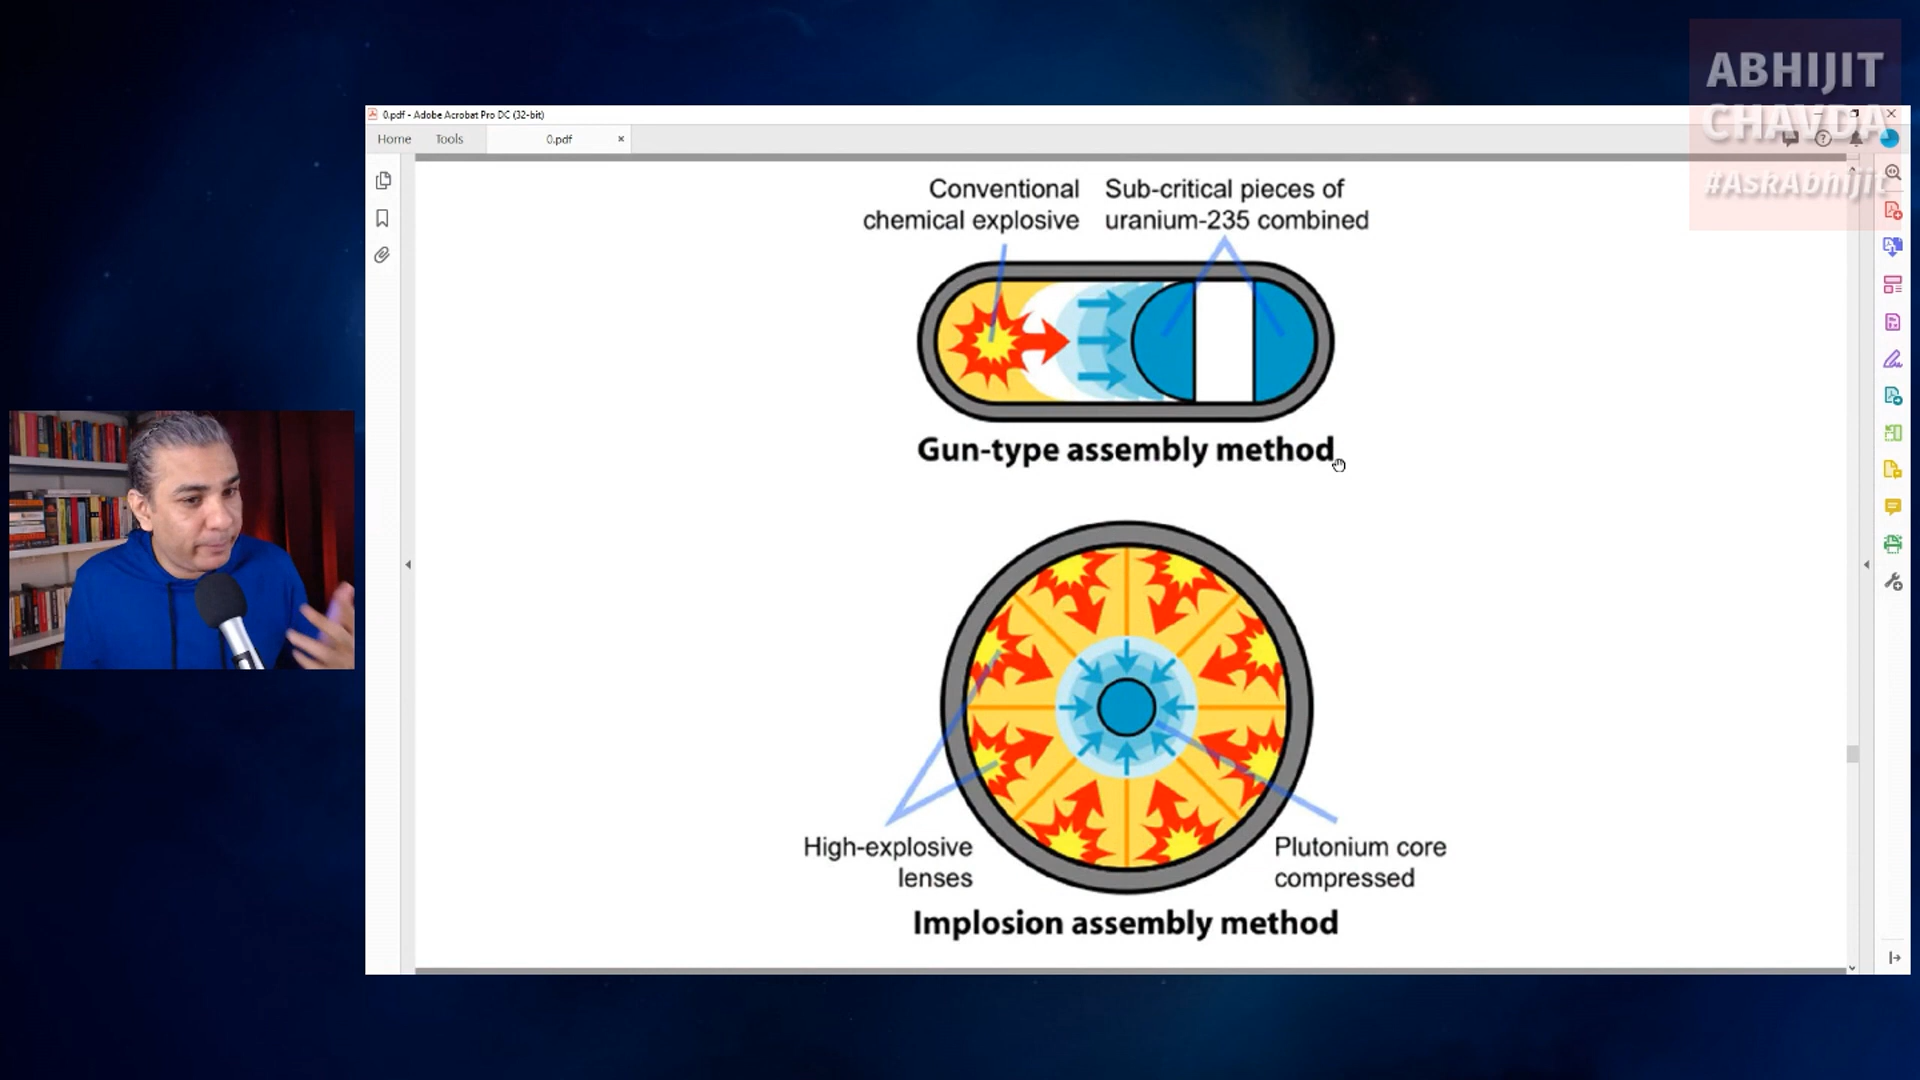 ABHIJIT
CHAVDA
#AskAbhijit
0.pdf - Adobe Acrobat Pro DC (32-bit)
Home Tools 0.pdf
Conventional
chemical explosive
Sub-critical pieces of
uranium-235 combined
Gun-type assembly method
High-explosive
lenses
Plutonium core
compressed
Implosion assembly method